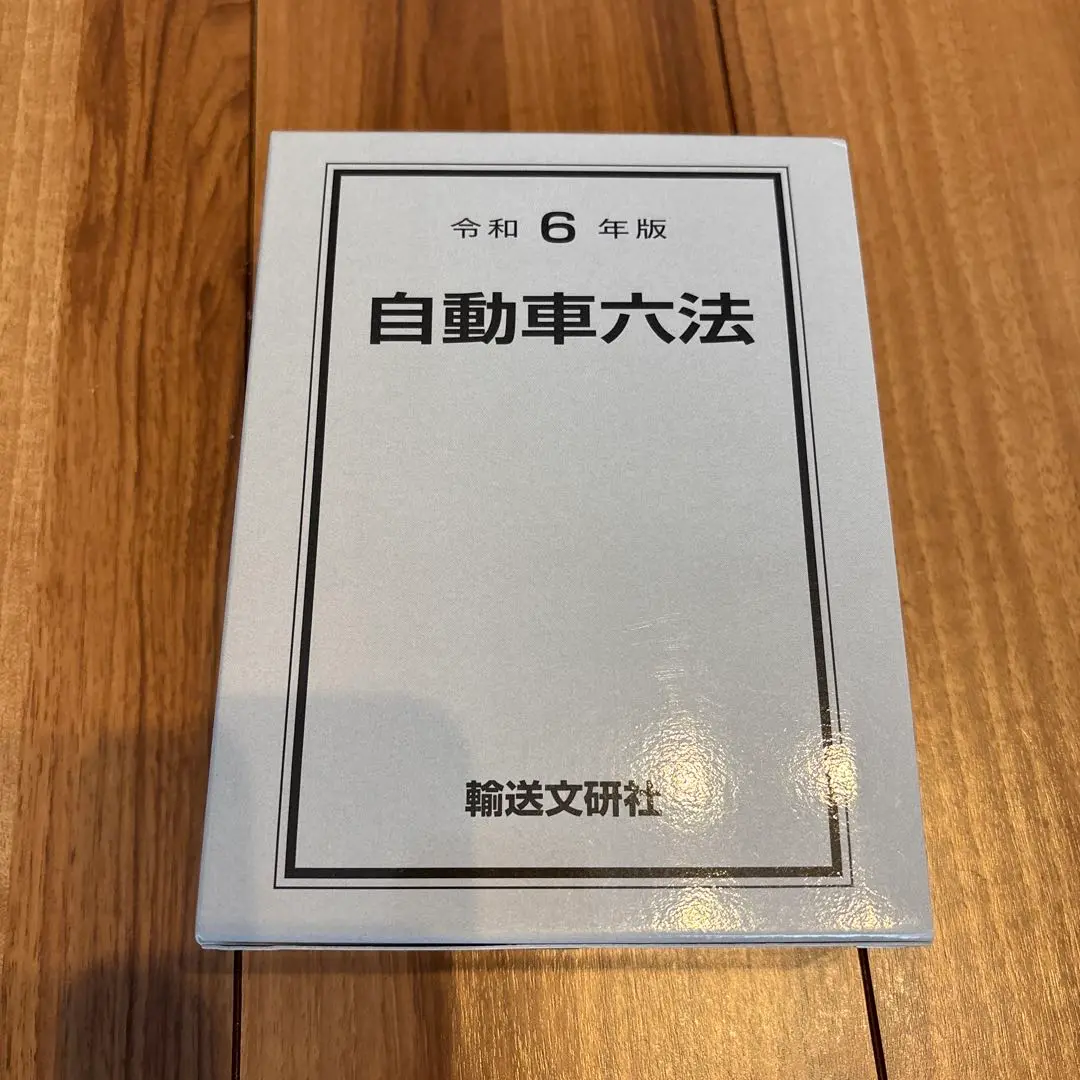 令和 6 年版
自動車六法
輸送文研社